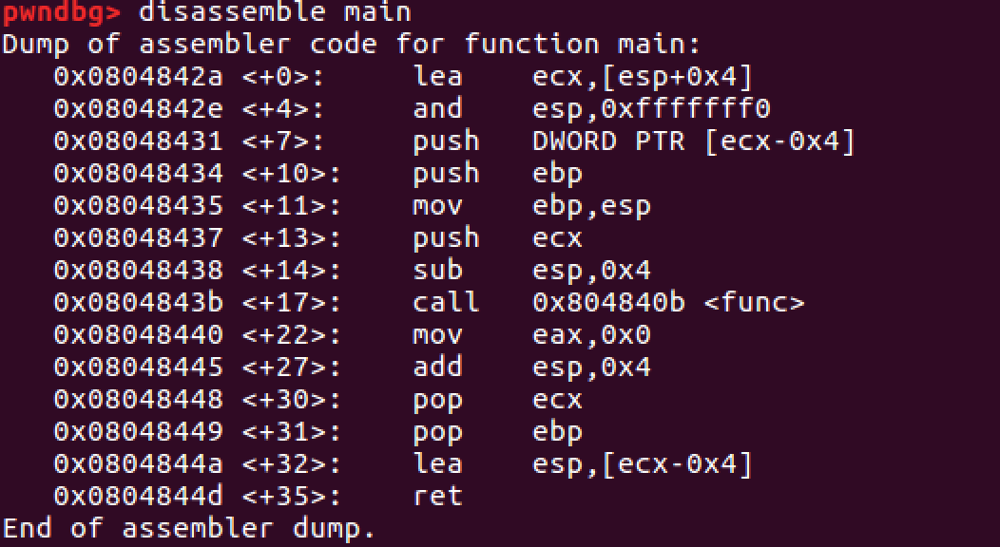 pwndbg> disassemble main
Dump of assembler code for function main:
   0x0804842a <+0>:     lea    ecx,[esp+0x4]
   0x0804842e <+4>:     and    esp,0xfffffff0
   0x08048431 <+7>:     push   DWORD PTR [ecx-0x4]
   0x08048434 <+10>:    push   ebp
   0x08048435 <+11>:    mov    ebp,esp
   0x08048437 <+13>:    push   ecx
   0x08048438 <+14>:    sub    esp,0x4
   0x0804843b <+17>:    call   0x804840b <func>
   0x08048440 <+22>:    mov    eax,0x0
   0x08048445 <+27>:    add    esp,0x4
   0x08048448 <+30>:    pop    ecx
   0x08048449 <+31>:    pop    ebp
   0x0804844a <+32>:    lea    esp,[ecx-0x4]
   0x0804844d <+35>:    ret
End of assembler dump.